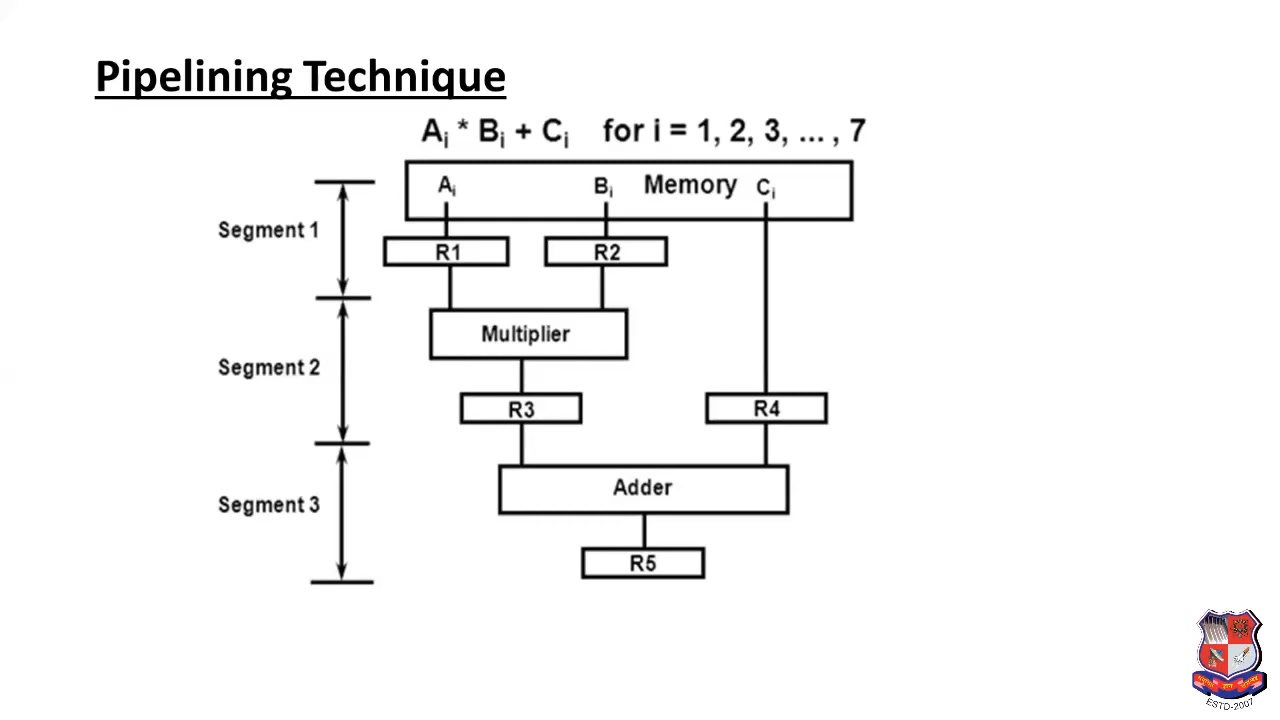 Pipelining Technique
Ai * Bi + Ci for i = 1, 2, 3, ... , 7
Ai Bi Memory Ci
Segment 1
R1 R2
Multiplier
Segment 2
R3 R4
Adder
Segment 3
R5
ESTD-2007